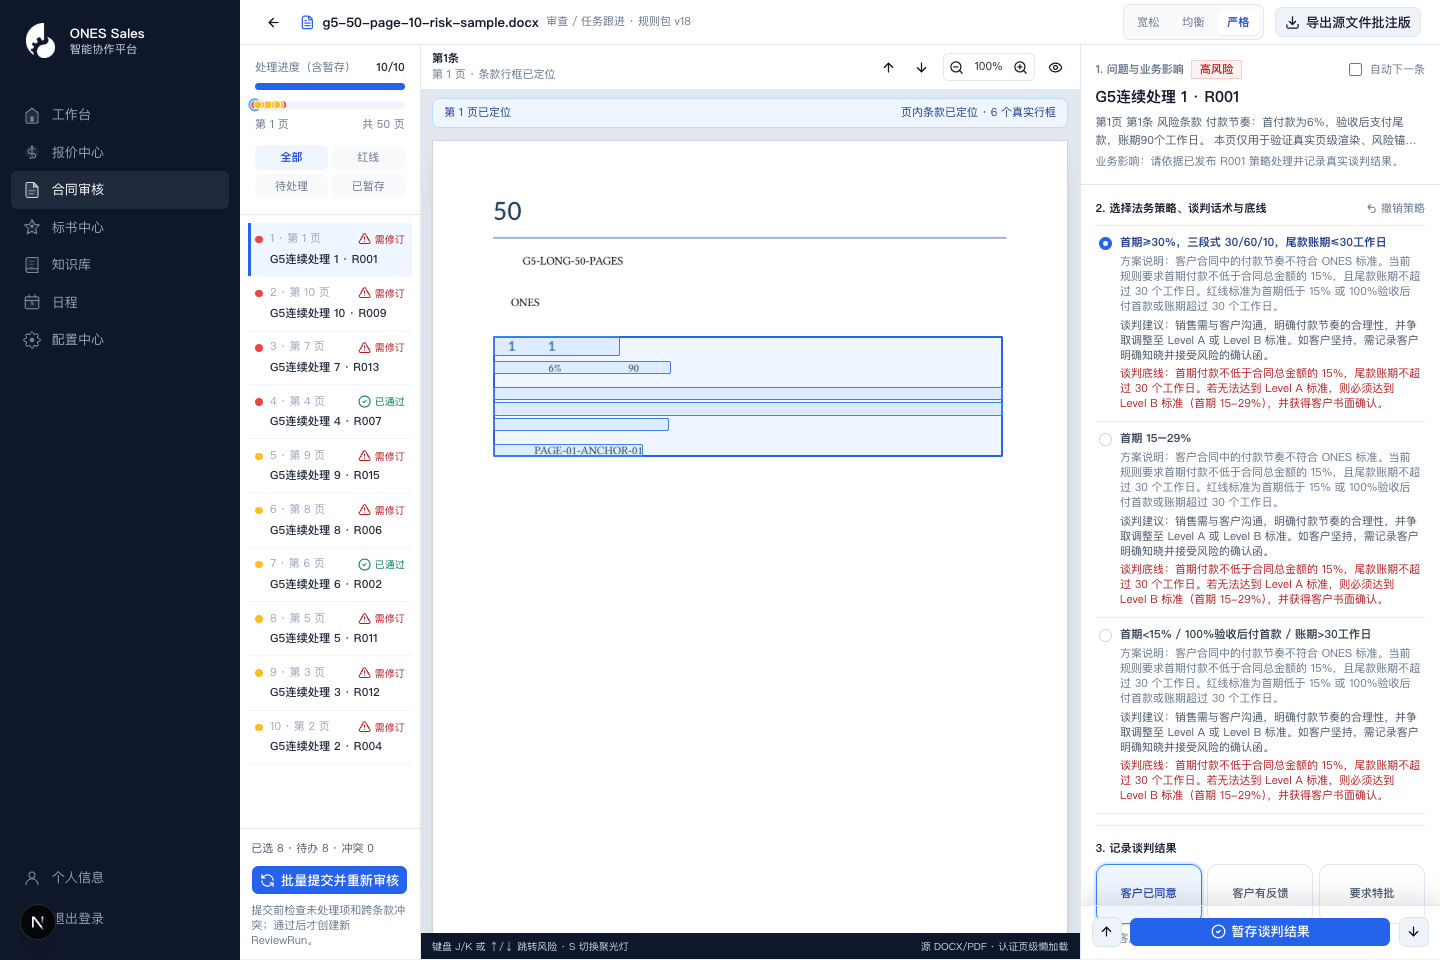 ONES Sales
智能协作平台
工作台
报价中心
合同审核
标书中心
知识库
日程
配置中心
个人信息
退出登录
N
g5-50-page-10-risk-sample.docx
审查 / 任务跟进 · 规则包 v18
宽松
均衡
严格
导出源文件批注版
处理进度（含暂存）
10/10
第 1 页
共 50 页
全部
红线
待处理
已暂存
1 · 第 1 页
需修订
G5连续处理 1 · R001
2 · 第 10 页
需修订
G5连续处理 10 · R009
3 · 第 7 页
需修订
G5连续处理 7 · R013
4 · 第 4 页
已通过
G5连续处理 4 · R007
5 · 第 9 页
需修订
G5连续处理 9 · R015
6 · 第 8 页
需修订
G5连续处理 8 · R006
7 · 第 6 页
已通过
G5连续处理 6 · R002
8 · 第 5 页
需修订
G5连续处理 5 · R011
9 · 第 3 页
需修订
G5连续处理 3 · R012
10 · 第 2 页
需修订
G5连续处理 2 · R004
已选 8 · 待办 8 · 冲突 0
批量提交并重新审核
提交前检查未处理项和跨条款冲
突；通过后才创建新
ReviewRun。
第1条
第 1 页 · 条款行框已定位
100%
第 1 页已定位
页内条款已定位 · 6 个真实行框
50
G5-LONG-50-PAGES
ONES
1 1
6% 90
PAGE-01-ANCHOR-01
键盘 J/K 或 ↑/↓ 跳转风险 · S 切换聚光灯
源 DOCX/PDF · 认证页级懒加载
1. 问题与业务影响
高风险
自动下一条
G5连续处理 1 · R001
第1页 第1条 风险条款 付款节奏：首付款为6%，验收后支付尾
款，账期90个工作日。 本页仅用于验证真实页级渲染、风险锚...
业务影响：请依据已发布 R001 策略处理并记录真实谈判结果。
2. 选择法务策略、谈判话术与底线
撤销策略
首期≥30%，三段式 30/60/10，尾款账期≤30工作日
方案说明：客户合同中的付款节奏不符合 ONES 标准。当前
规则要求首期付款不低于合同总金额的 15%，且尾款账期不超
过 30 个工作日。红线标准为首期低于 15% 或 100%验收后
付首款或账期超过 30 个工作日。
谈判建议：销售需与客户沟通，明确付款节奏的合理性，并争
取调整至 Level A 或 Level B 标准。如客户坚持，需记录客户
明确知晓并接受风险的确认函。
谈判底线：首期付款不低于合同总金额的 15%，尾款账期不超
过 30 个工作日。若无法达到 Level A 标准，则必须达到
Level B 标准（首期 15-29%），并获得客户书面确认。
首期 15—29%
方案说明：客户合同中的付款节奏不符合 ONES 标准。当前
规则要求首期付款不低于合同总金额的 15%，且尾款账期不超
过 30 个工作日。红线标准为首期低于 15% 或 100%验收后
付首款或账期超过 30 个工作日。
谈判建议：销售需与客户沟通，明确付款节奏的合理性，并争
取调整至 Level A 或 Level B 标准。如客户坚持，需记录客户
明确知晓并接受风险的确认函。
谈判底线：首期付款不低于合同总金额的 15%，尾款账期不超
过 30 个工作日。若无法达到 Level A 标准，则必须达到
Level B 标准（首期 15-29%），并获得客户书面确认。
首期<15% / 100%验收后付首款 / 账期>30工作日
方案说明：客户合同中的付款节奏不符合 ONES 标准。当前
规则要求首期付款不低于合同总金额的 15%，且尾款账期不超
过 30 个工作日。红线标准为首期低于 15% 或 100%验收后
付首款或账期超过 30 个工作日。
谈判建议：销售需与客户沟通，明确付款节奏的合理性，并争
取调整至 Level A 或 Level B 标准。如客户坚持，需记录客户
明确知晓并接受风险的确认函。
谈判底线：首期付款不低于合同总金额的 15%，尾款账期不超
过 30 个工作日。若无法达到 Level A 标准，则必须达到
Level B 标准（首期 15-29%），并获得客户书面确认。
3. 记录谈判结果
客户已同意
客户有反馈
要求特批
暂存谈判结果